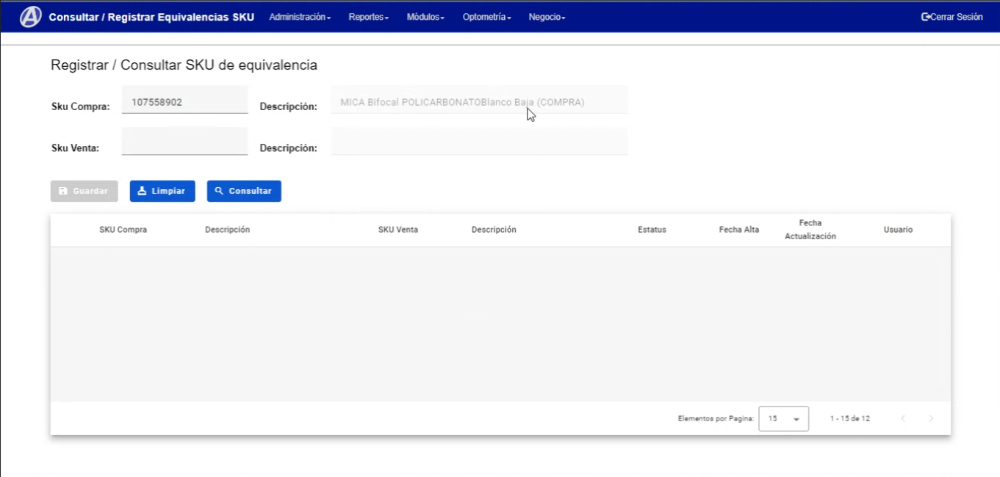 Consultar / Registrar Equivalencias SKU Administración Reportes Módulos Optometría Negocio Cerrar Sesión
Registrar / Consultar SKU de equivalencia
Sku Compra: 107558902 Descripción: MICA Bifocal POLICARBONATOBlanco Baja (COMPRA)
Sku Venta: Descripción:
Guardar Limpiar Consultar
SKU Compra Descripción SKU Venta Descripción Estatus Fecha Alta Fecha Actualización Usuario
Elementos por Pagina: 15 1 - 15 de 12